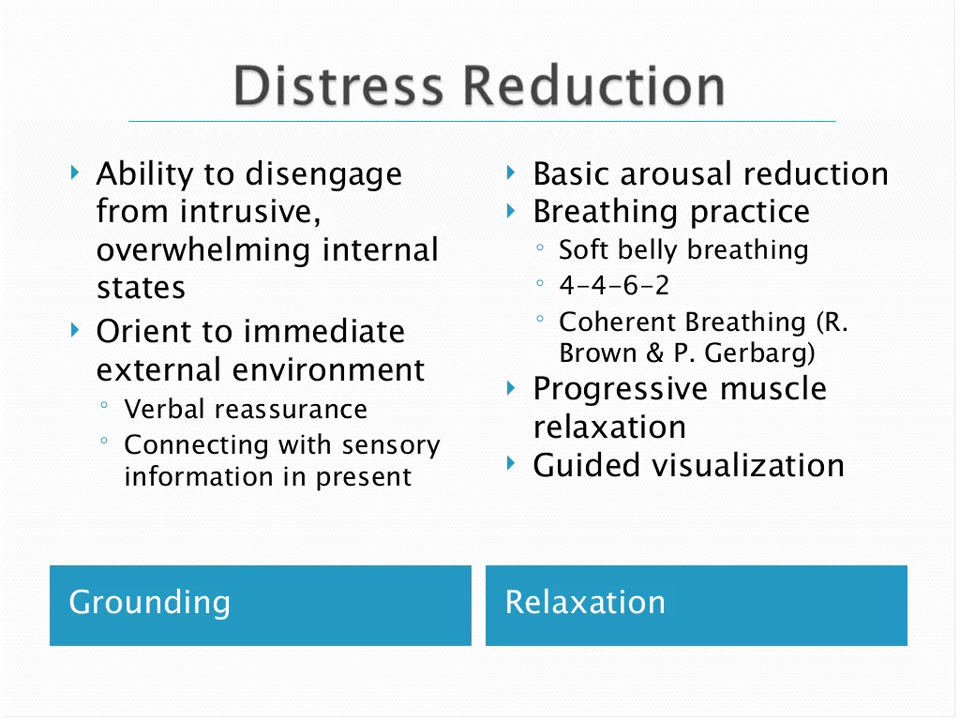 Distress Reduction
Ability to disengage
from intrusive,
overwhelming internal
states
Orient to immediate
external environment
Verbal reassurance
Connecting with sensory
information in present
Basic arousal reduction
Breathing practice
Soft belly breathing
4-4-6-2
Coherent Breathing (R.
Brown & P. Gerbarg)
Progressive muscle
relaxation
Guided visualization
Grounding
Relaxation